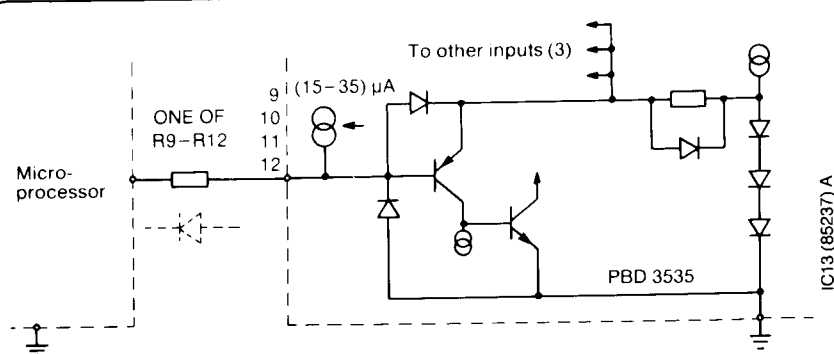 To other inputs (3)
9
10
11
12
(15–35) µA
ONE OF
R9–R12
Micro-
processor
PBD 3535
IC13 (85237) A